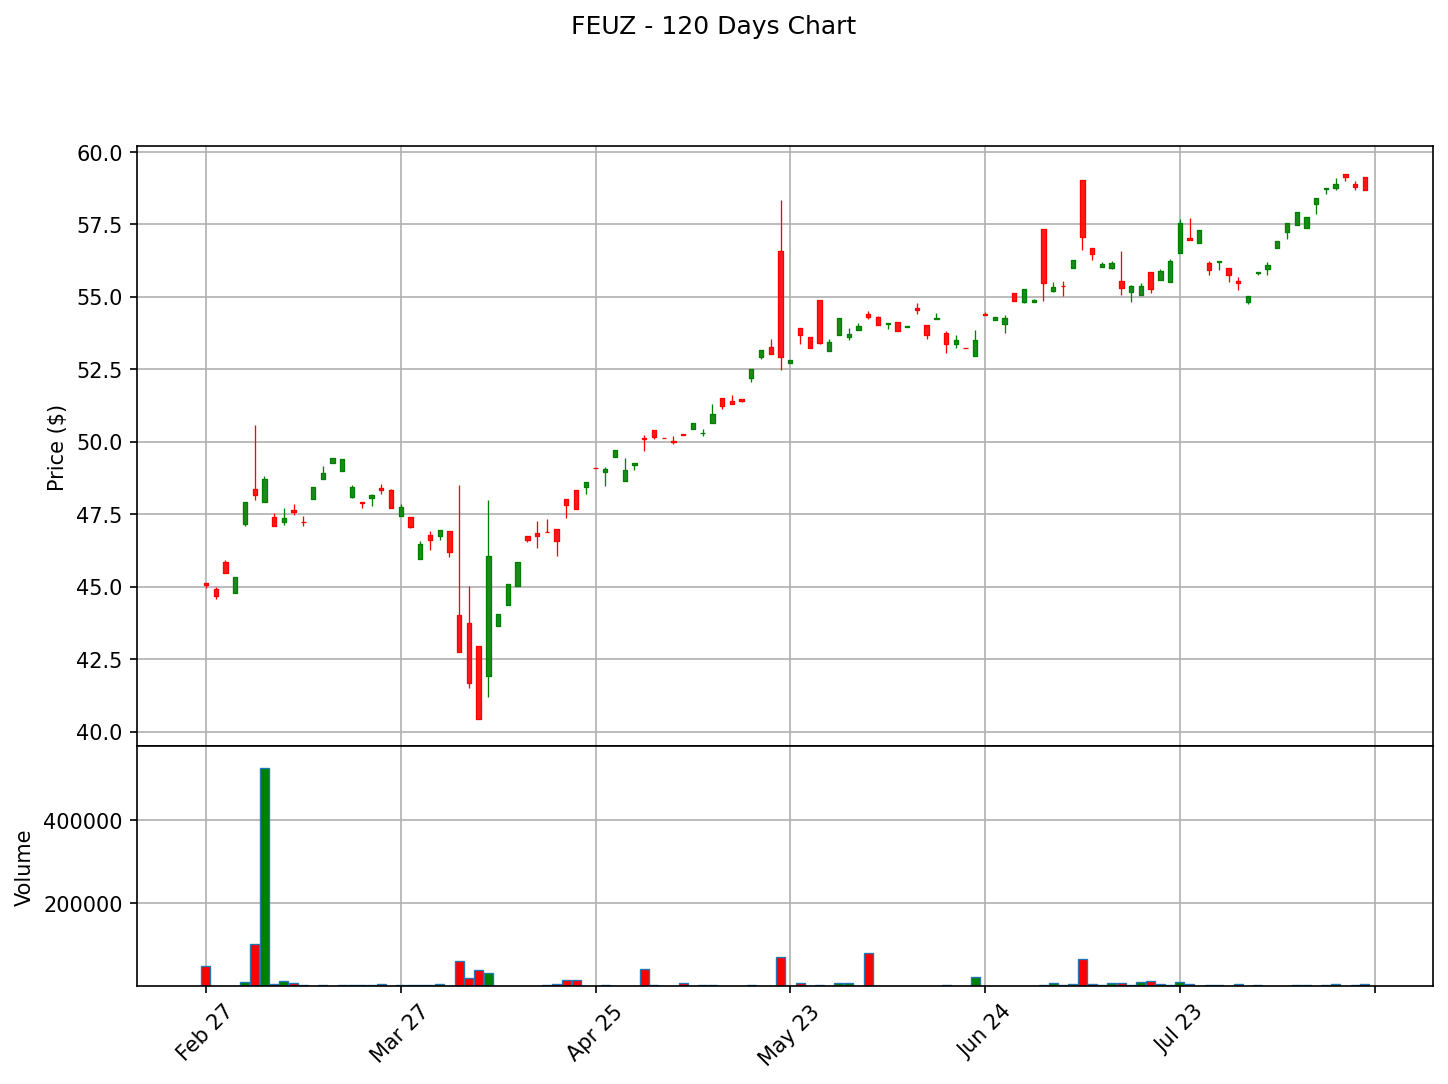 FEUZ - 120 Days Chart
60.0
57.5
55.0
52.5
50.0
47.5
45.0
42.5
40.0
Price ($)
400000
200000
Volume
Feb 27
Mar 27
Apr 25
May 23
Jun 24
Jul 23